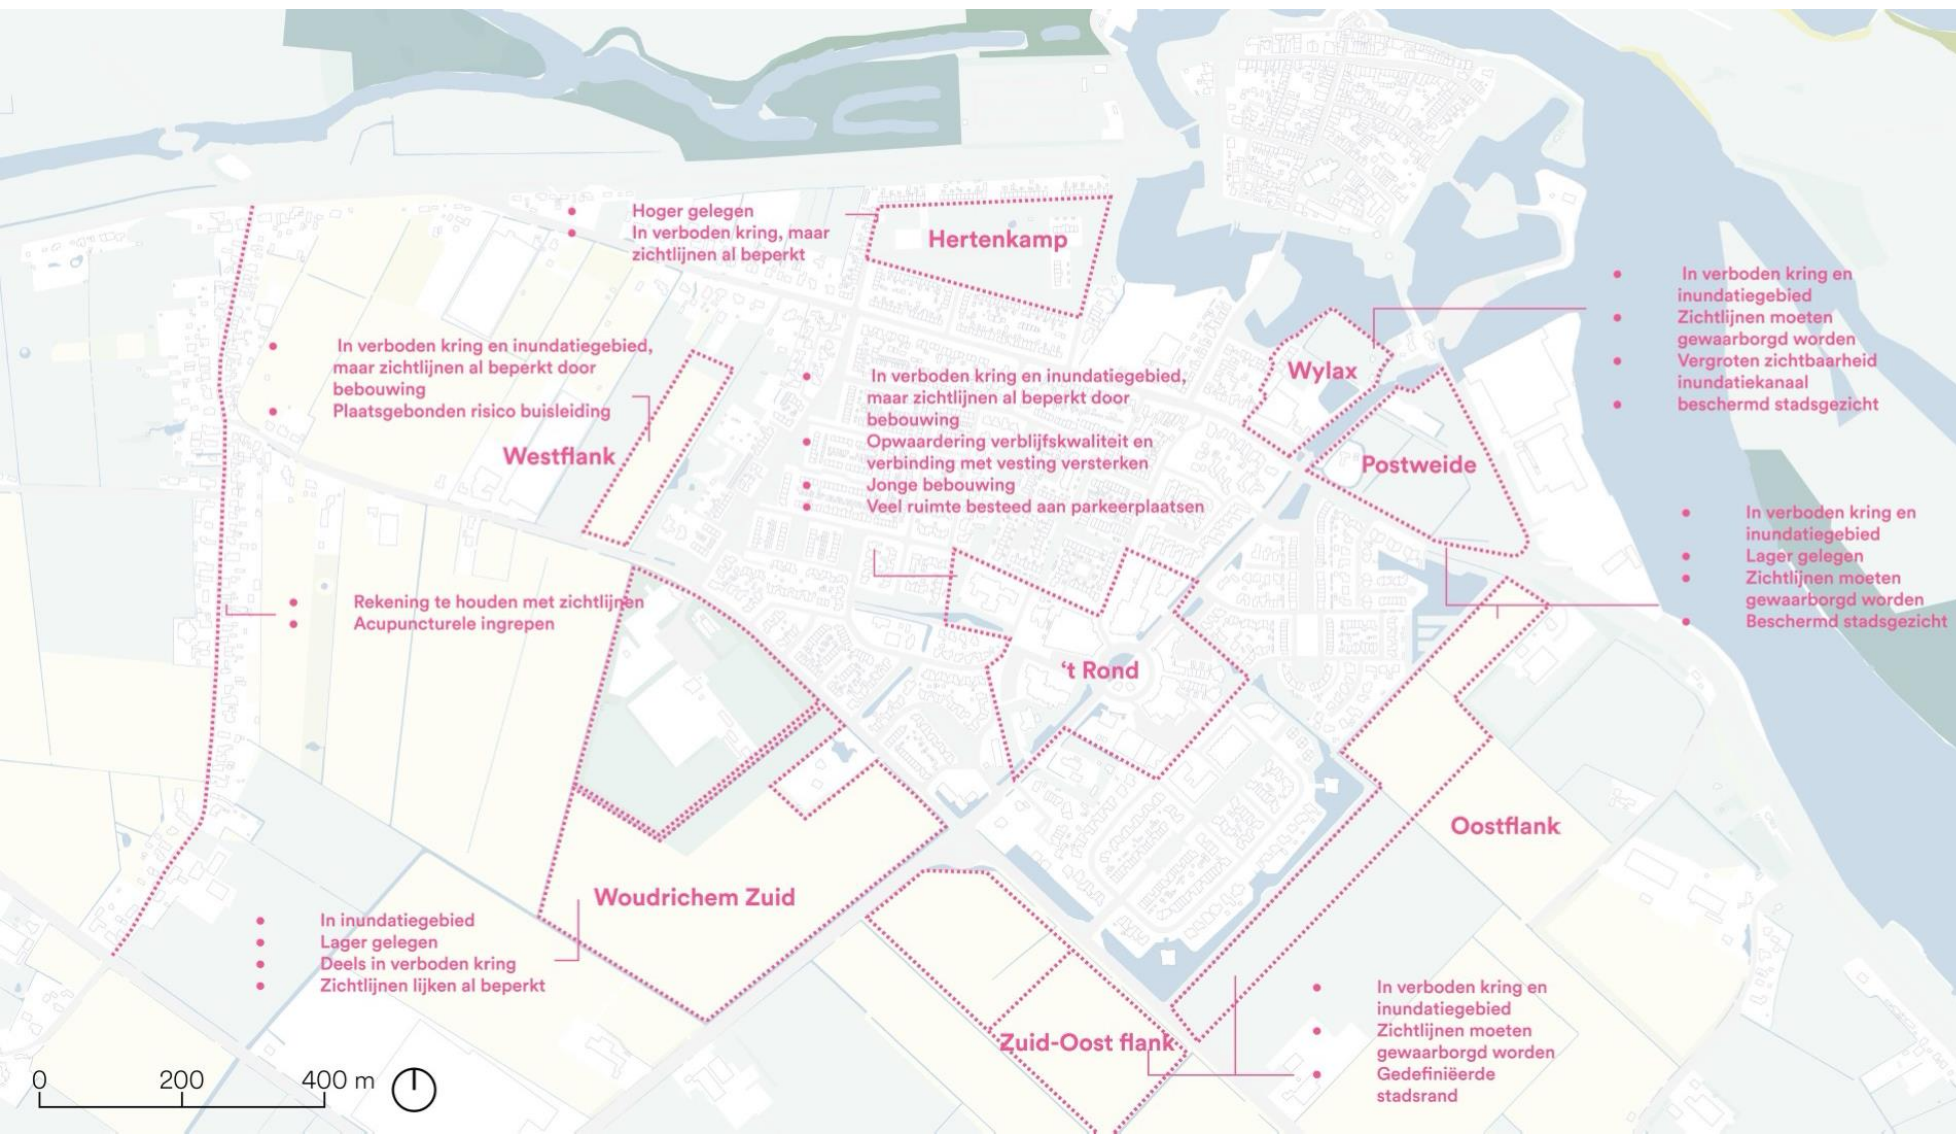 Hoger gelegen
In verboden kring, maar
zichtlijnen al beperkt
Hertenkamp
In verboden kring en
inundatiegebied
Zichtlijnen moeten
gewaarborgd worden
Vergroten zichtbaarheid
inundatiekanaal
beschermd stadsgezicht
Wylax
In verboden kring en inundatiegebied,
maar zichtlijnen al beperkt door
bebouwing
Plaatsgebonden risico buisleiding
Westflank
In verboden kring en inundatiegebied,
maar zichtlijnen al beperkt door
bebouwing
Opwaardering verblijfskwaliteit en
verbinding met vesting versterken
Jonge bebouwing
Veel ruimte besteed aan parkeerplaatsen
Postweide
In verboden kring en
inundatiegebied
Lager gelegen
Zichtlijnen moeten
gewaarborgd worden
Beschermd stadsgezicht
Rekening te houden met zichtlijnen
Acupuncturele ingrepen
‘t Rond
Oostflank
Woudrichem Zuid
In inundatiegebied
Lager gelegen
Deels in verboden kring
Zichtlijnen lijken al beperkt
Zuid-Oost flank
In verboden kring en
inundatiegebied
Zichtlijnen moeten
gewaarborgd worden
Gedefiniëerde
stadsrand
0 200 400 m